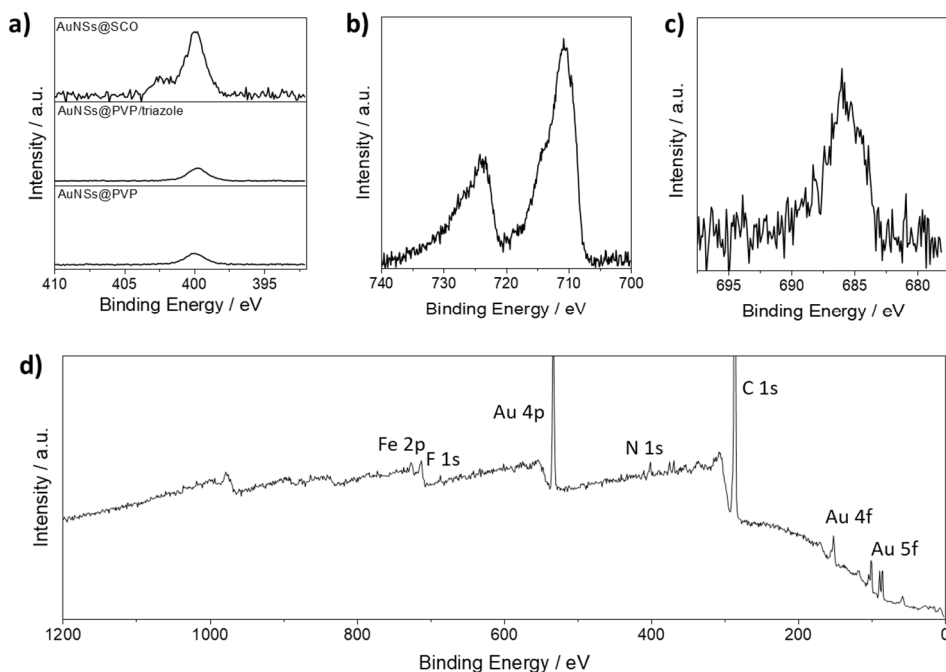 a)
AuNSs@SCO
AuNSs@PVP/triazole
AuNSs@PVP
Intensity / a.u.
410 405 400 395
Binding Energy / eV
b)
Intensity / a.u.
740 730 720 710 700
Binding Energy / eV
c)
Intensity / a.u.
695 690 685 680
Binding Energy / eV
d)
Intensity / a.u.
Fe 2p
F 1s
Au 4p
N 1s
C 1s
Au 4f
Au 5f
1200 1000 800 600 400 200 0
Binding Energy / eV